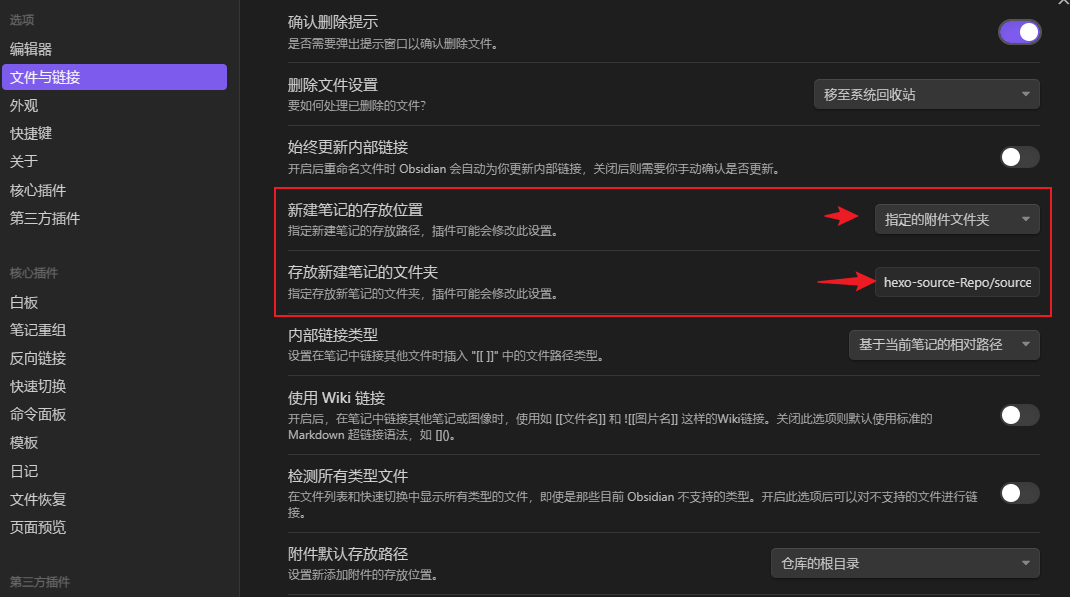 选项
编辑器
文件与链接
外观
快捷键
关于
核心插件
第三方插件
核心插件
白板
笔记重组
反向链接
快速切换
命令面板
模板
日记
文件恢复
页面预览
第三方插件
确认删除提示
是否需要弹出提示窗口以确认删除文件。
删除文件设置
要如何处理已删除的文件?
移至系统回收站
始终更新内部链接
开启后重命名文件时 Obsidian 会自动为你更新内部链接，关闭后则需要你手动确认是否更新。
新建笔记的存放位置
指定新建笔记的存放路径，插件可能会修改此设置。
指定的附件文件夹
存放新建笔记的文件夹
指定存放新笔记的文件夹，插件可能会修改此设置。
hexo-source-Repo/source
内部链接类型
设置在笔记中链接其他文件时插入 "[[ ]]" 中的文件路径类型。
基于当前笔记的相对路径
使用 Wiki 链接
开启后，在笔记中链接其他笔记或图像时，使用如 [[文件名]] 和 ![[图片名]] 这样的Wiki链接。关闭此选项则默认使用标准的
Markdown 超链接语法，如 []()。
检测所有类型文件
在文件列表和快速切换中显示所有类型的文件，即使是那些目前 Obsidian 不支持的类型。开启此选项后可以对不支持的文件进行链
接。
附件默认存放路径
设置新添加附件的存放位置。
仓库的根目录